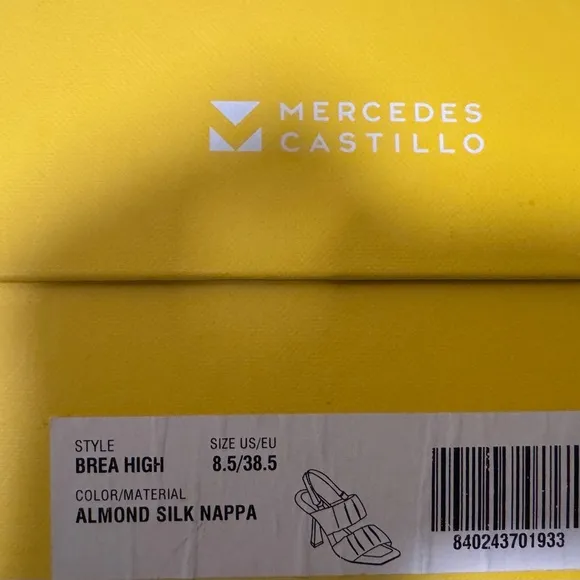 MERCEDES
CASTILLO
STYLE
BREA HIGH
SIZE US/EU
8.5/38.5
COLOR/MATERIAL
ALMOND SILK NAPPA
840243701933